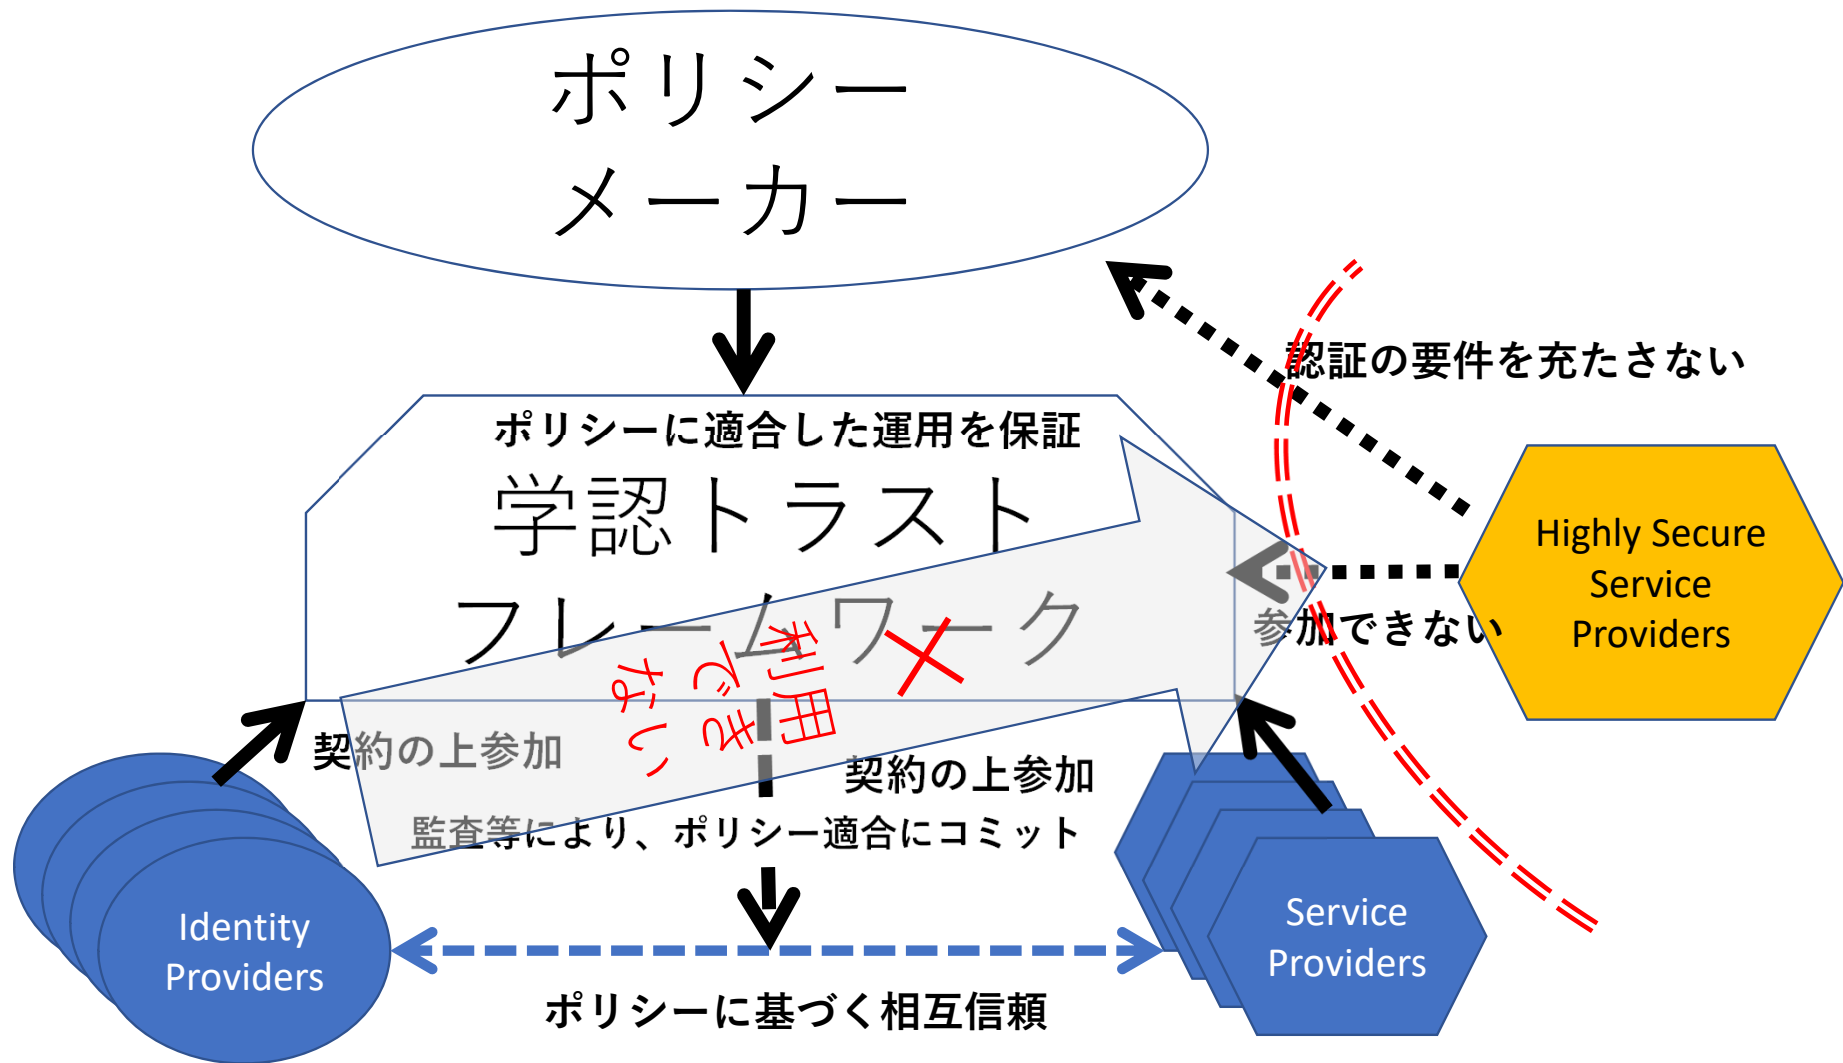 ポリシー
メーカー
認証の要件を充たさない
ポリシーに適合した運用を保証
学認トラスト
フレームワーク
Highly Secure
Service
Providers
参加できない
利用
でき
ない
契約の上参加
契約の上参加
監査等により、ポリシー適合にコミット
Identity
Providers
Service
Providers
ポリシーに基づく相互信頼